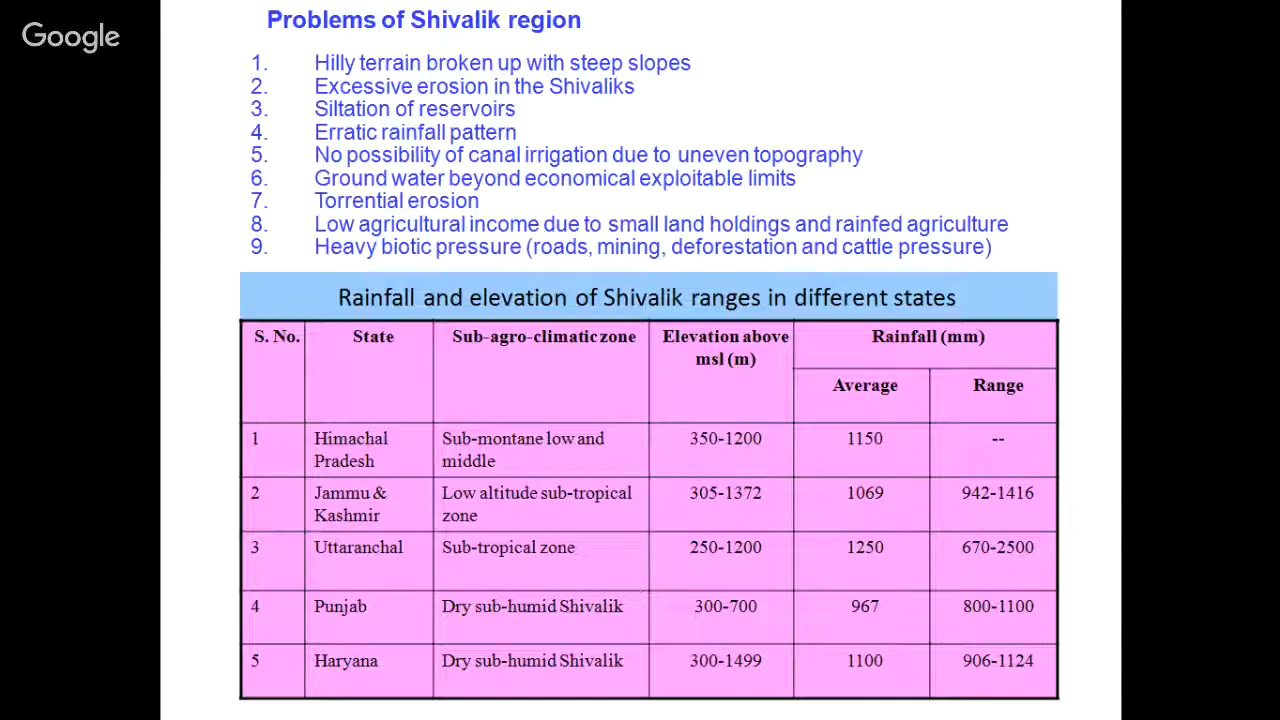 Google
Problems of Shivalik region
1. Hilly terrain broken up with steep slopes
2. Excessive erosion in the Shivaliks
3. Siltation of reservoirs
4. Erratic rainfall pattern
5. No possibility of canal irrigation due to uneven topography
6. Ground water beyond economical exploitable limits
7. Torrential erosion
8. Low agricultural income due to small land holdings and rainfed agriculture
9. Heavy biotic pressure (roads, mining, deforestation and cattle pressure)
Rainfall and elevation of Shivalik ranges in different states
S. No. State Sub-agro-climatic zone Elevation above Rainfall (mm)
msl (m)
Average Range
1 Himachal Sub-montane low and 350-1200 1150 --
Pradesh middle
2 Jammu & Low altitude sub-tropical 305-1372 1069 942-1416
Kashmir zone
3 Uttaranchal Sub-tropical zone 250-1200 1250 670-2500
4 Punjab Dry sub-humid Shivalik 300-700 967 800-1100
5 Haryana Dry sub-humid Shivalik 300-1499 1100 906-1124